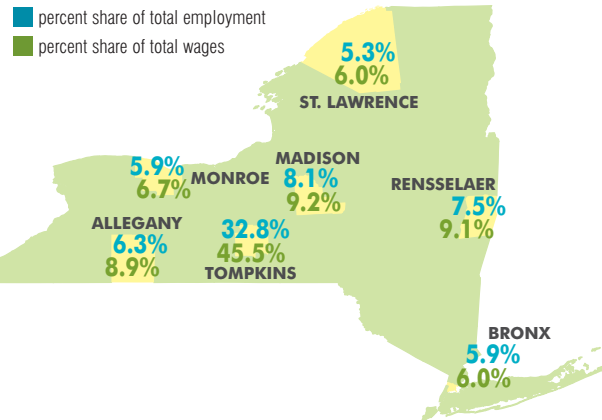 percent share of total employment
percent share of total wages
5.3%
6.0%
ST. LAWRENCE
5.9%
6.7%
MONROE
MADISON
8.1%
9.2%
RENSSELAER
7.5%
9.1%
ALLEGANY
6.3%
8.9%
32.8%
45.5%
TOMPKINS
BRONX
5.9%
6.0%